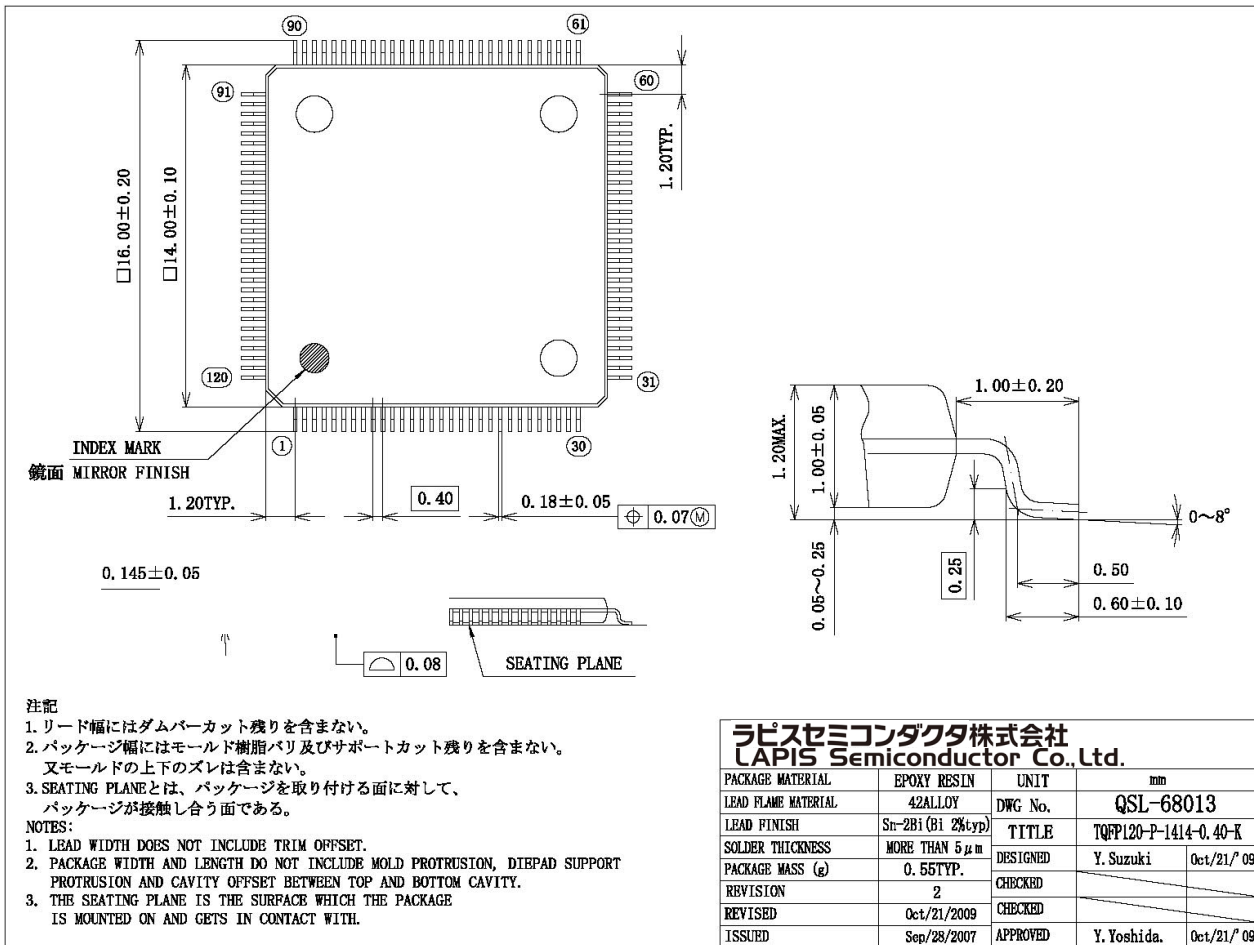 90
61
91
60
□16.00±0.20
□14.00±0.10
1.20TYP.
120
31
INDEX MARK
鏡面 MIRROR FINISH
1
30
1.20TYP.
0.40
0.18±0.05
⌖ 0.07Ⓜ
1.00±0.20
1.20MAX.
1.00±0.05
0~8°
0.05~0.25
0.25
0.50
0.60±0.10
0.145±0.05
⌓ 0.08
SEATING PLANE
注記
1. リード幅にはダムバーカット残りを含まない。
2. パッケージ幅にはモールド樹脂バリ及びサポートカット残りを含まない。
又モールドの上下のズレは含まない。
3. SEATING PLANEとは、パッケージを取り付ける面に対して、
パッケージが接触し合う面である。
NOTES:
1. LEAD WIDTH DOES NOT INCLUDE TRIM OFFSET.
2. PACKAGE WIDTH AND LENGTH DO NOT INCLUDE MOLD PROTRUSION, DIEPAD SUPPORT
PROTRUSION AND CAVITY OFFSET BETWEEN TOP AND BOTTOM CAVITY.
3. THE SEATING PLANE IS THE SURFACE WHICH THE PACKAGE
IS MOUNTED ON AND GETS IN CONTACT WITH.
ラピスセミコンダクタ株式会社
LAPIS Semiconductor Co., Ltd.
PACKAGE MATERIAL EPOXY RESIN UNIT mm
LEAD FLAME MATERIAL 42ALLOY DWG No. QSL-68013
LEAD FINISH Sn-2Bi(Bi 2%typ) TITLE TQFP120-P-1414-0.40-K
SOLDER THICKNESS MORE THAN 5μm DESIGNED Y. Suzuki Oct/21/'09
PACKAGE MASS (g) 0.55TYP. CHECKED
REVISION 2
REVISED Oct/21/2009 CHECKED
ISSUED Sep/28/2007 APPROVED Y. Yoshida. Oct/21/'09